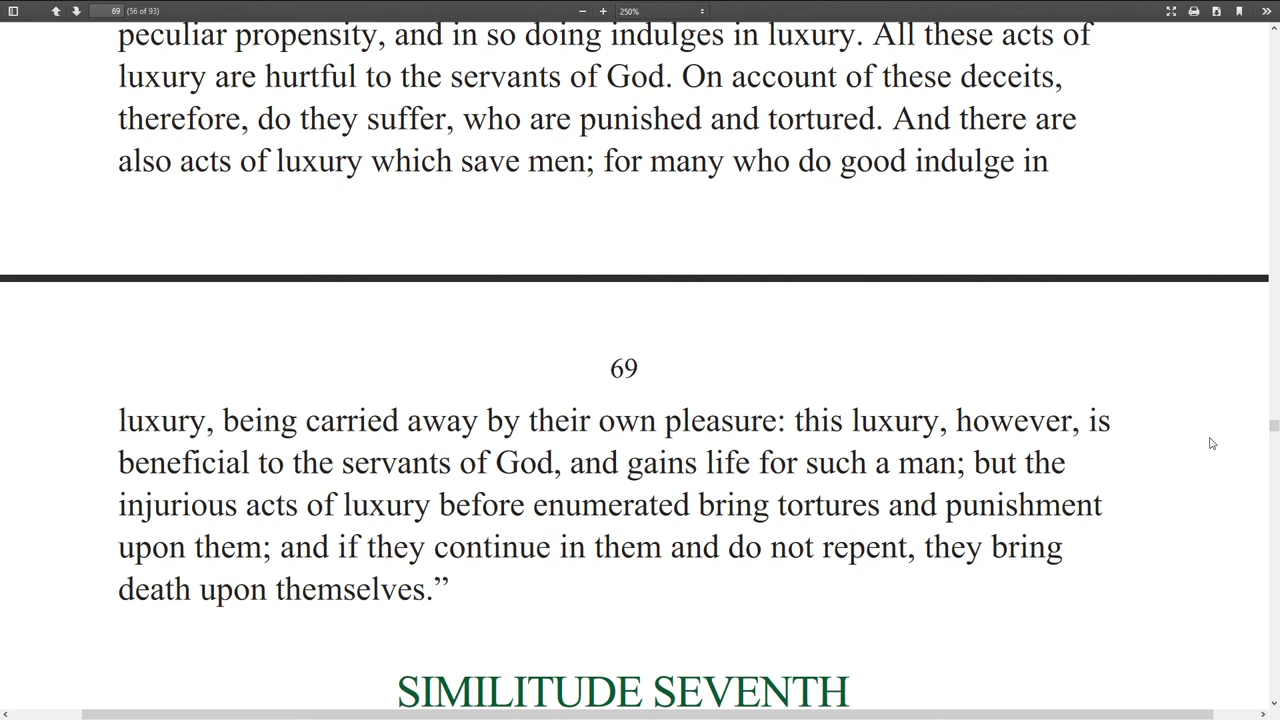 69 (56 of 93)
250%
peculiar propensity, and in so doing indulges in luxury. All these acts of
luxury are hurtful to the servants of God. On account of these deceits,
therefore, do they suffer, who are punished and tortured. And there are
also acts of luxury which save men; for many who do good indulge in
69
luxury, being carried away by their own pleasure: this luxury, however, is
beneficial to the servants of God, and gains life for such a man; but the
injurious acts of luxury before enumerated bring tortures and punishment
upon them; and if they continue in them and do not repent, they bring
death upon themselves.”
SIMILITUDE SEVENTH